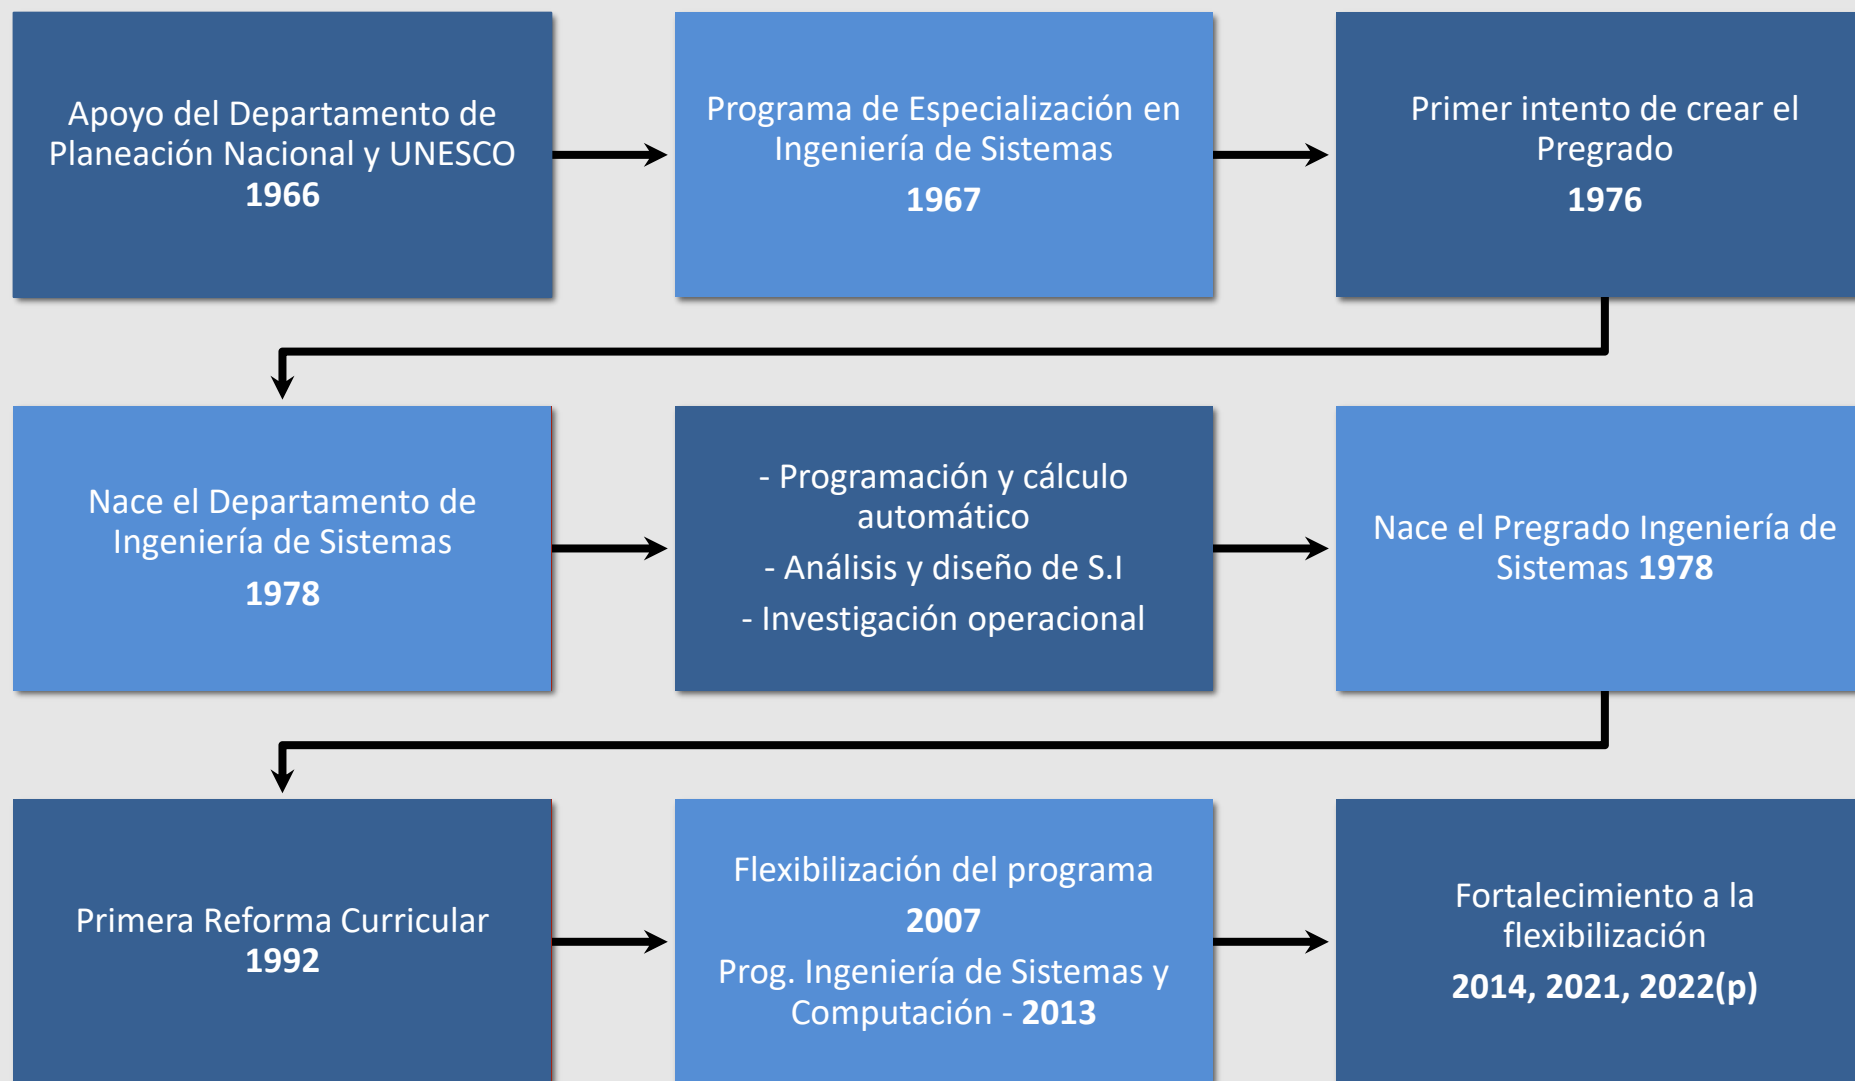 Apoyo del Departamento de
Planeación Nacional y UNESCO
1966
Programa de Especialización en
Ingeniería de Sistemas
1967
Primer intento de crear el
Pregrado
1976
Nace el Departamento de
Ingeniería de Sistemas
1978
- Programación y cálculo
automático
- Análisis y diseño de S.I
- Investigación operacional
Nace el Pregrado Ingeniería de
Sistemas 1978
Primera Reforma Curricular
1992
Flexibilización del programa
2007
Prog. Ingeniería de Sistemas y
Computación - 2013
Fortalecimiento a la
flexibilización
2014, 2021, 2022(p)